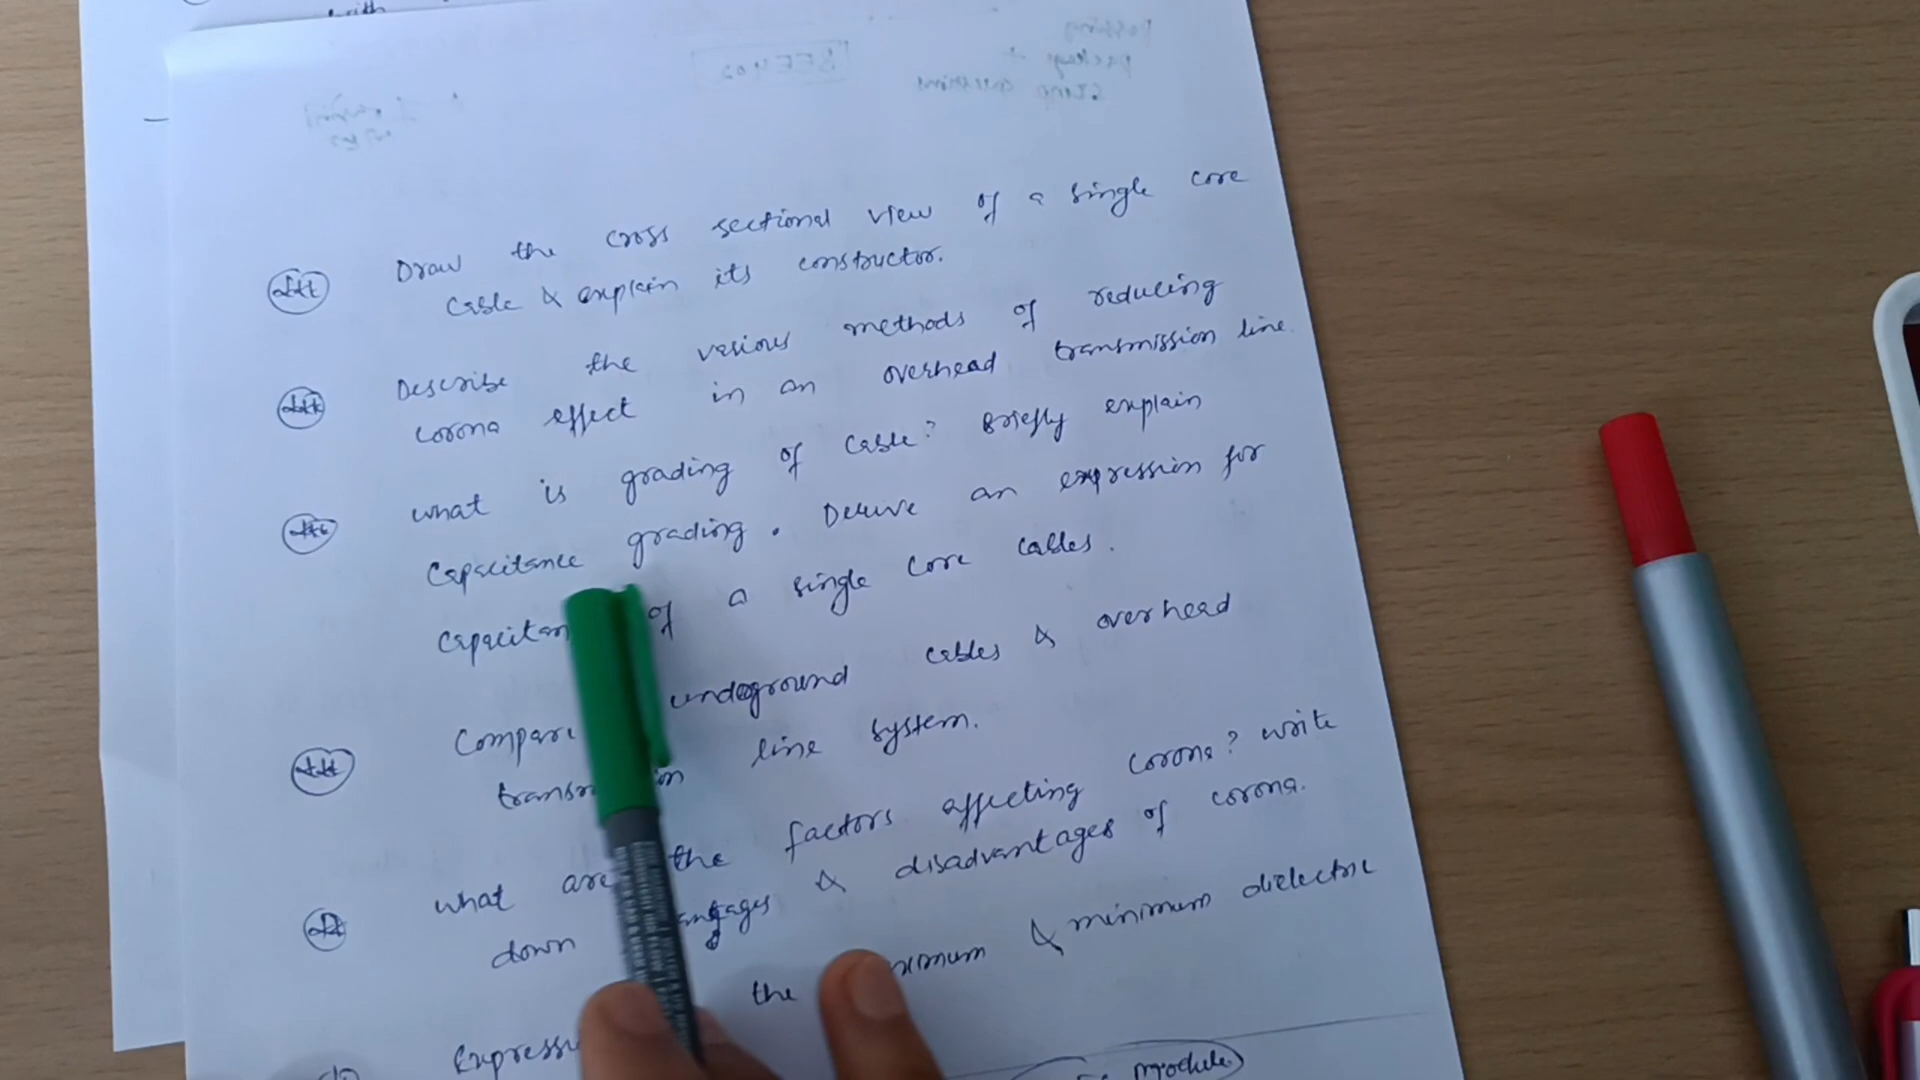 with
Draw the cross sectional view of a single core
cable & explain its constructor.
Describe the various methods of reducing
corona effect in an overhead transmission line
what is grading of cable? Briefly explain
capacitance grading. Derive an expression for
of a single core cables.
undeground cables & overhead
line system.
what are the factors affecting corona? write
down & disadvantages of corona.
the & minimum dielectric
module